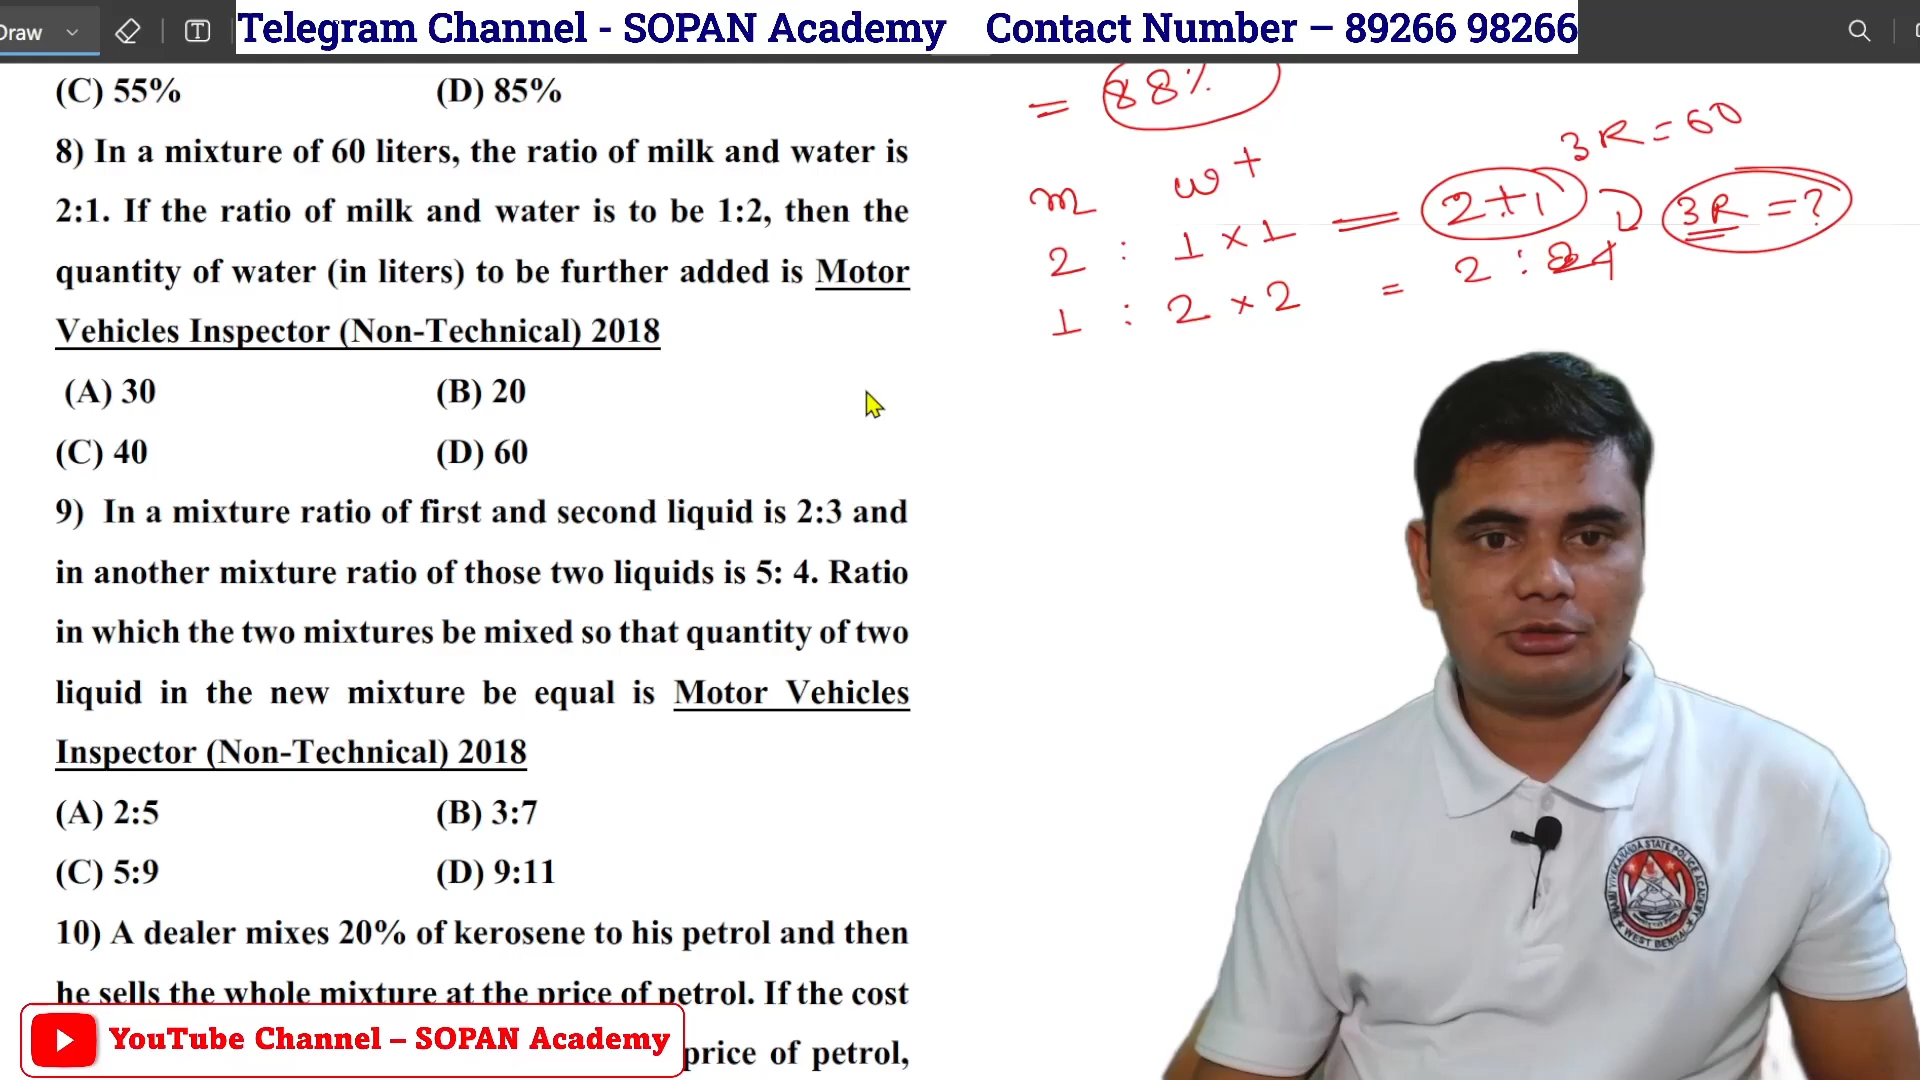 Draw
Telegram Channel - SOPAN Academy Contact Number – 89266 98266
(C) 55% (D) 85%
8) In a mixture of 60 liters, the ratio of milk and water is
2:1. If the ratio of milk and water is to be 1:2, then the
quantity of water (in liters) to be further added is Motor
Vehicles Inspector (Non-Technical) 2018
(A) 30 (B) 20
(C) 40 (D) 60
9) In a mixture ratio of first and second liquid is 2:3 and
in another mixture ratio of those two liquids is 5: 4. Ratio
in which the two mixtures be mixed so that quantity of two
liquid in the new mixture be equal is Motor Vehicles
Inspector (Non-Technical) 2018
(A) 2:5 (B) 3:7
(C) 5:9 (D) 9:11
10) A dealer mixes 20% of kerosene to his petrol and then
he sells the whole mixture at the price of petrol. If the cost
price of petrol,
YouTube Channel – SOPAN Academy
= 88%
3R = 60
m w +
2 : 1 × 1 = 2+1 3R = ?
1 : 2 × 2 = 2 : 4
SWAMI VIVEKANANDA STATE POLICE ACADEMY
WEST BENGAL